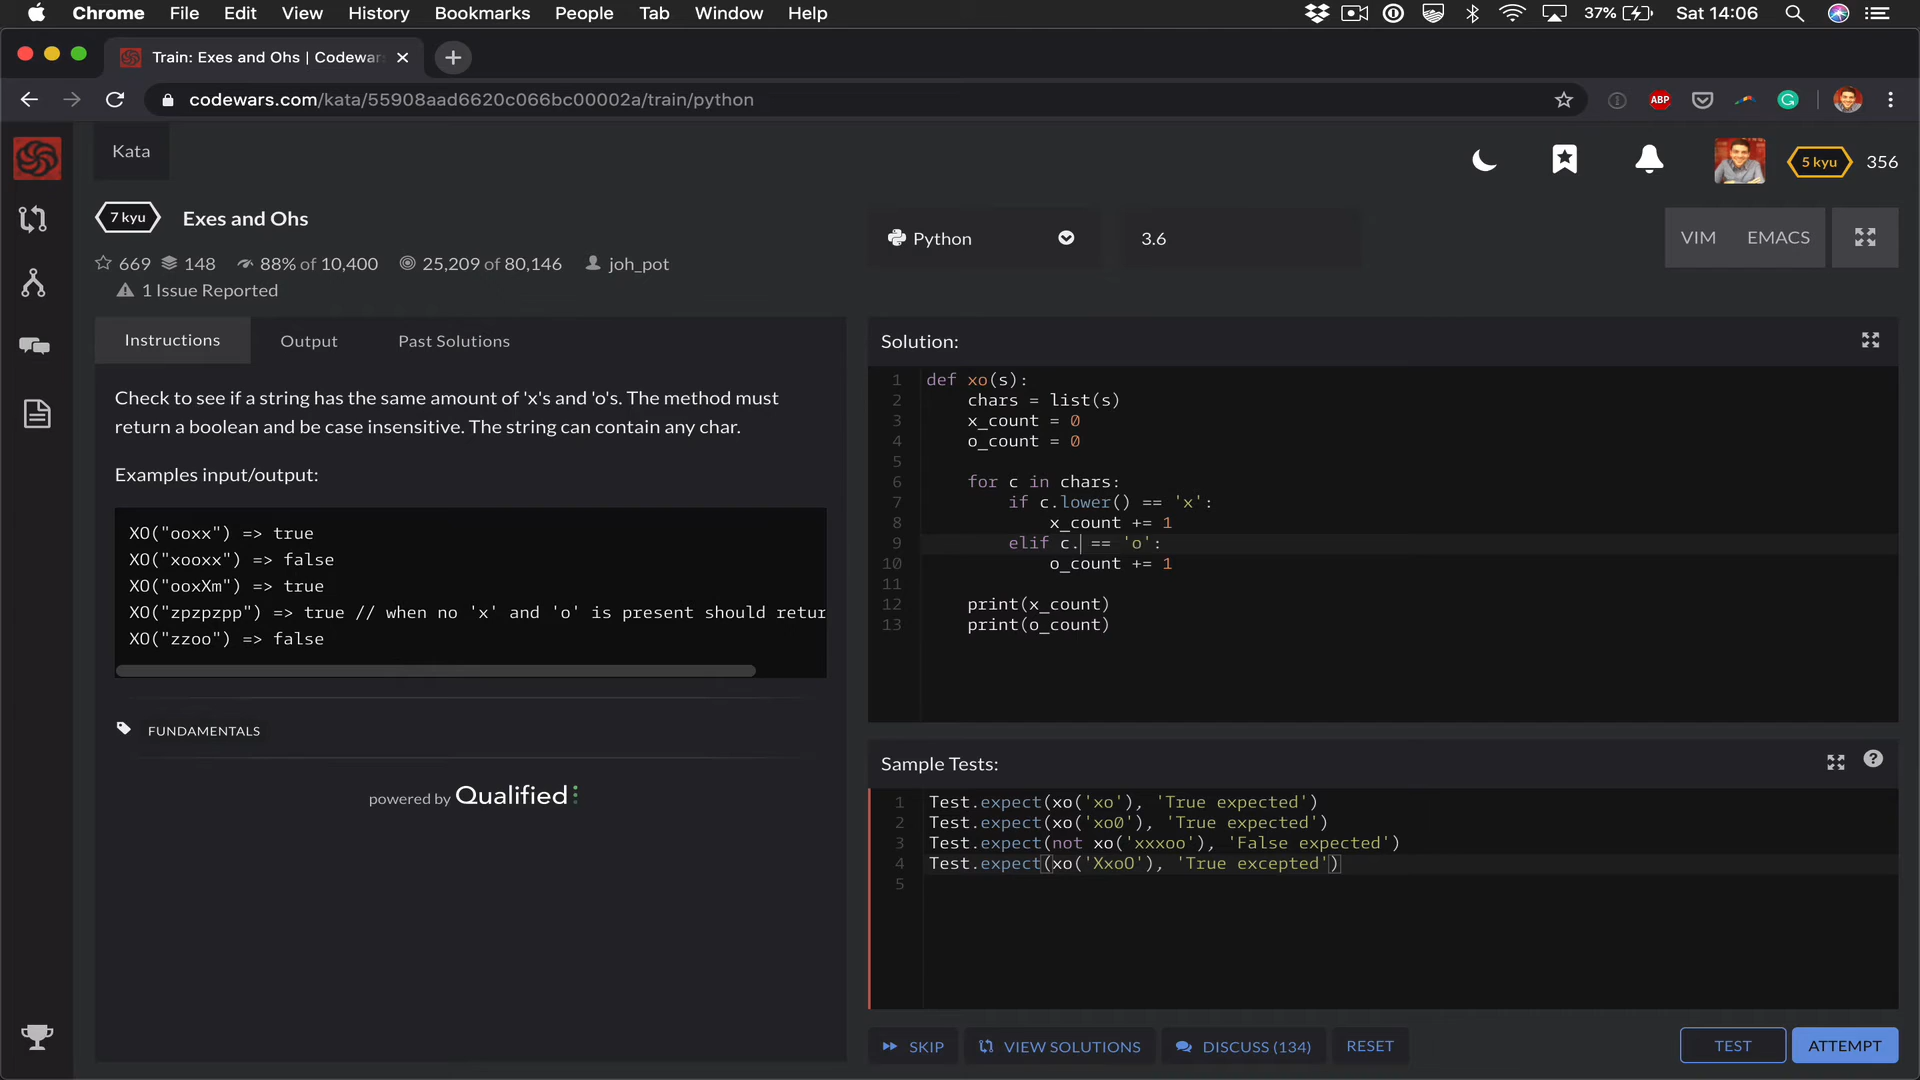 Chrome File Edit View History Bookmarks People Tab Window Help
37% Sat 14:06
Train: Exes and Ohs | Codewar
codewars.com/kata/55908aad6620c066bc00002a/train/python
ABP
Kata
5 kyu 356
7 kyu Exes and Ohs
669 148 88% of 10,400 25,209 of 80,146 joh_pot
1 Issue Reported
Python
3.6
VIM EMACS
Instructions Output Past Solutions
Check to see if a string has the same amount of 'x's and 'o's. The method must
return a boolean and be case insensitive. The string can contain any char.
Examples input/output:
XO("ooxx") => true
XO("xooxx") => false
XO("ooxXm") => true
XO("zpzpzpp") => true // when no 'x' and 'o' is present should retur
XO("zzoo") => false
FUNDAMENTALS
powered by Qualified
Solution:
1 def xo(s):
2 chars = list(s)
3 x_count = 0
4 o_count = 0
5
6 for c in chars:
7 if c.lower() == 'x':
8 x_count += 1
9 elif c. == 'o':
10 o_count += 1
11
12 print(x_count)
13 print(o_count)
Sample Tests:
1 Test.expect(xo('xo'), 'True expected')
2 Test.expect(xo('xo0'), 'True expected')
3 Test.expect(not xo('xxxoo'), 'False expected')
4 Test.expect(xo('XxoO'), 'True excepted')
5
SKIP VIEW SOLUTIONS DISCUSS (134) RESET TEST ATTEMPT